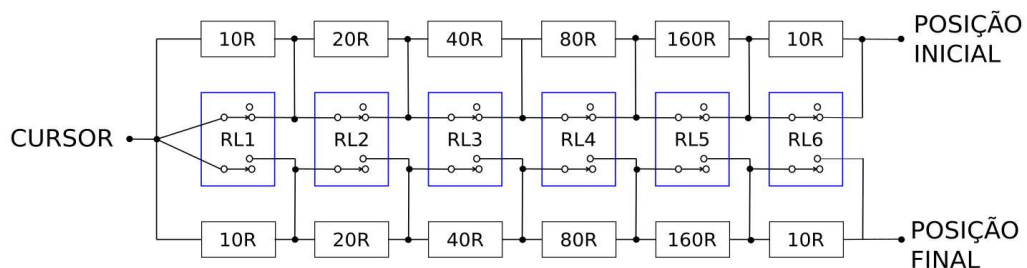 10R 20R 40R 80R 160R 10R
POSIÇÃO
INICIAL
CURSOR
RL1 RL2 RL3 RL4 RL5 RL6
10R 20R 40R 80R 160R 10R
POSIÇÃO
FINAL